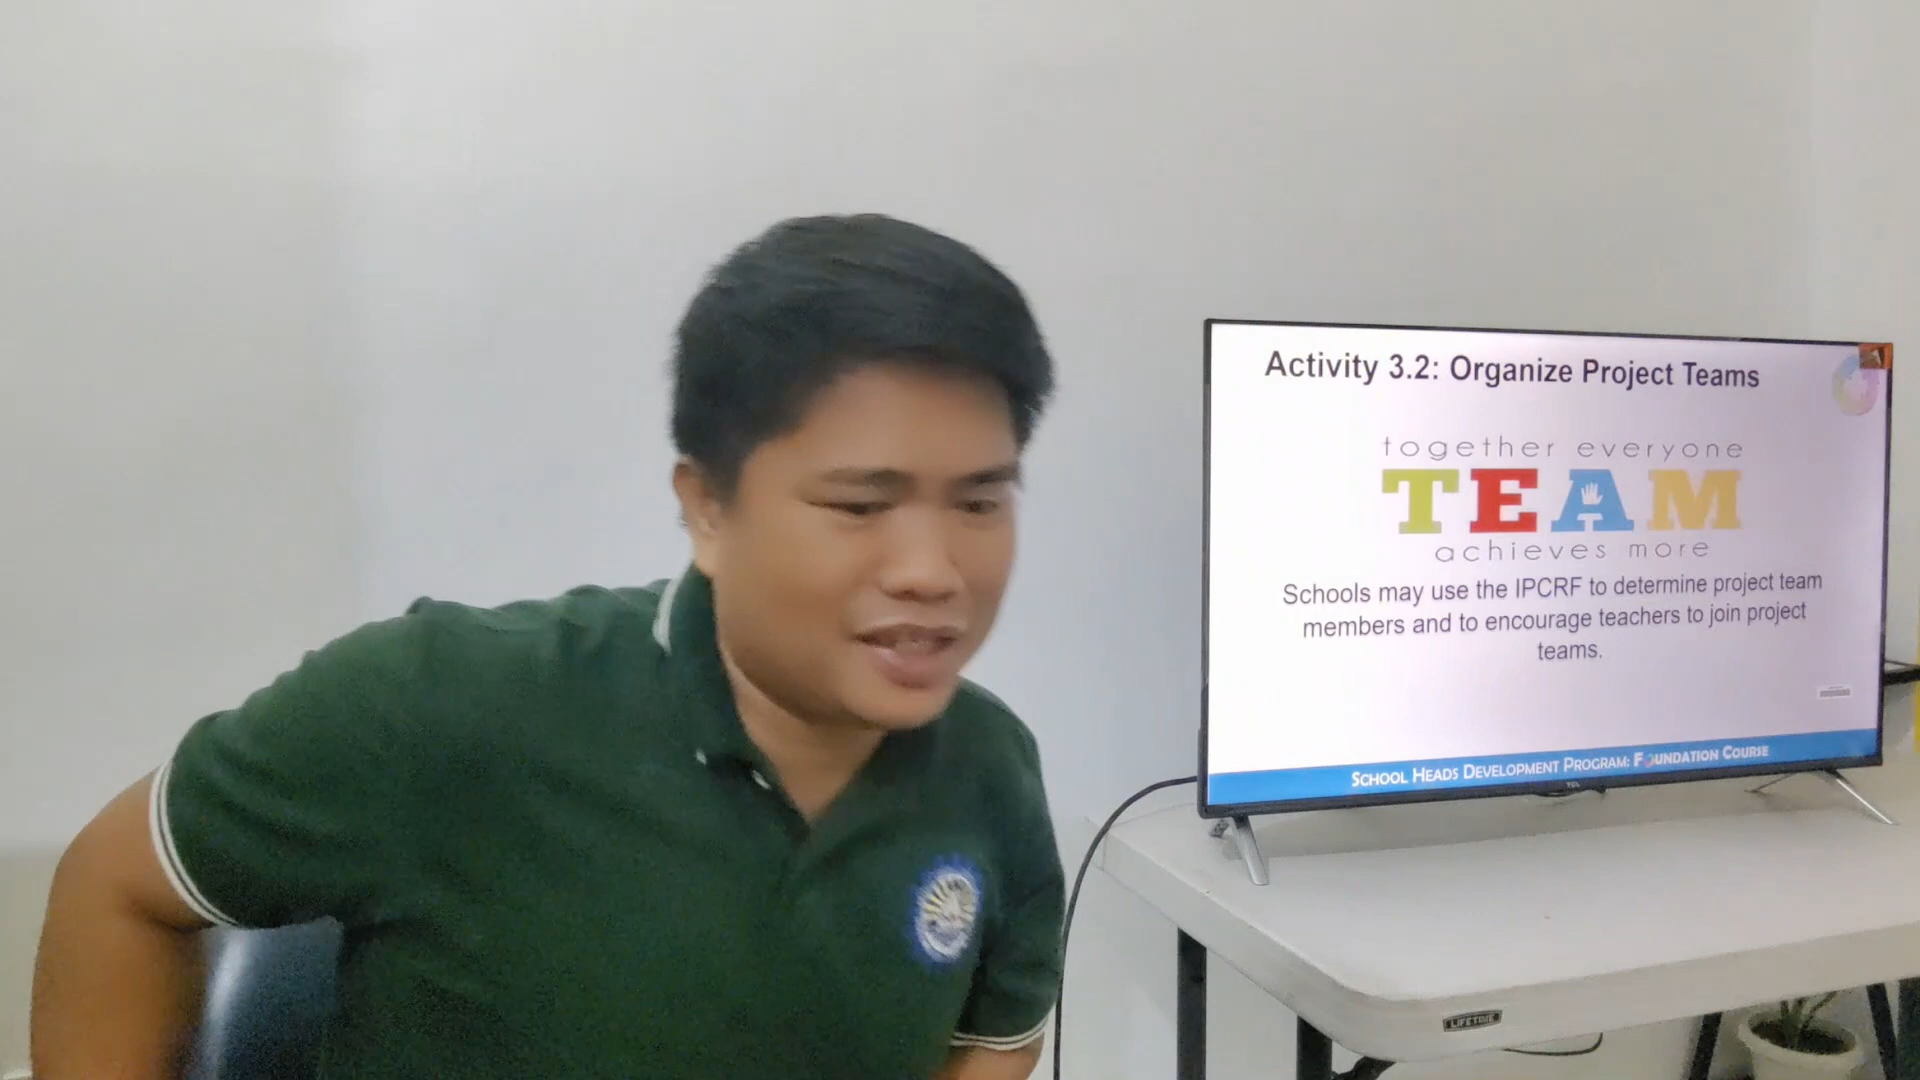 Activity 3.2: Organize Project Teams
together everyone
TEAM
achieves more
Schools may use the IPCRF to determine project team
members and to encourage teachers to join project
teams.
SCHOOL HEADS DEVELOPMENT PROGRAM: FOUNDATION COURSE
TCL
LIFETIME